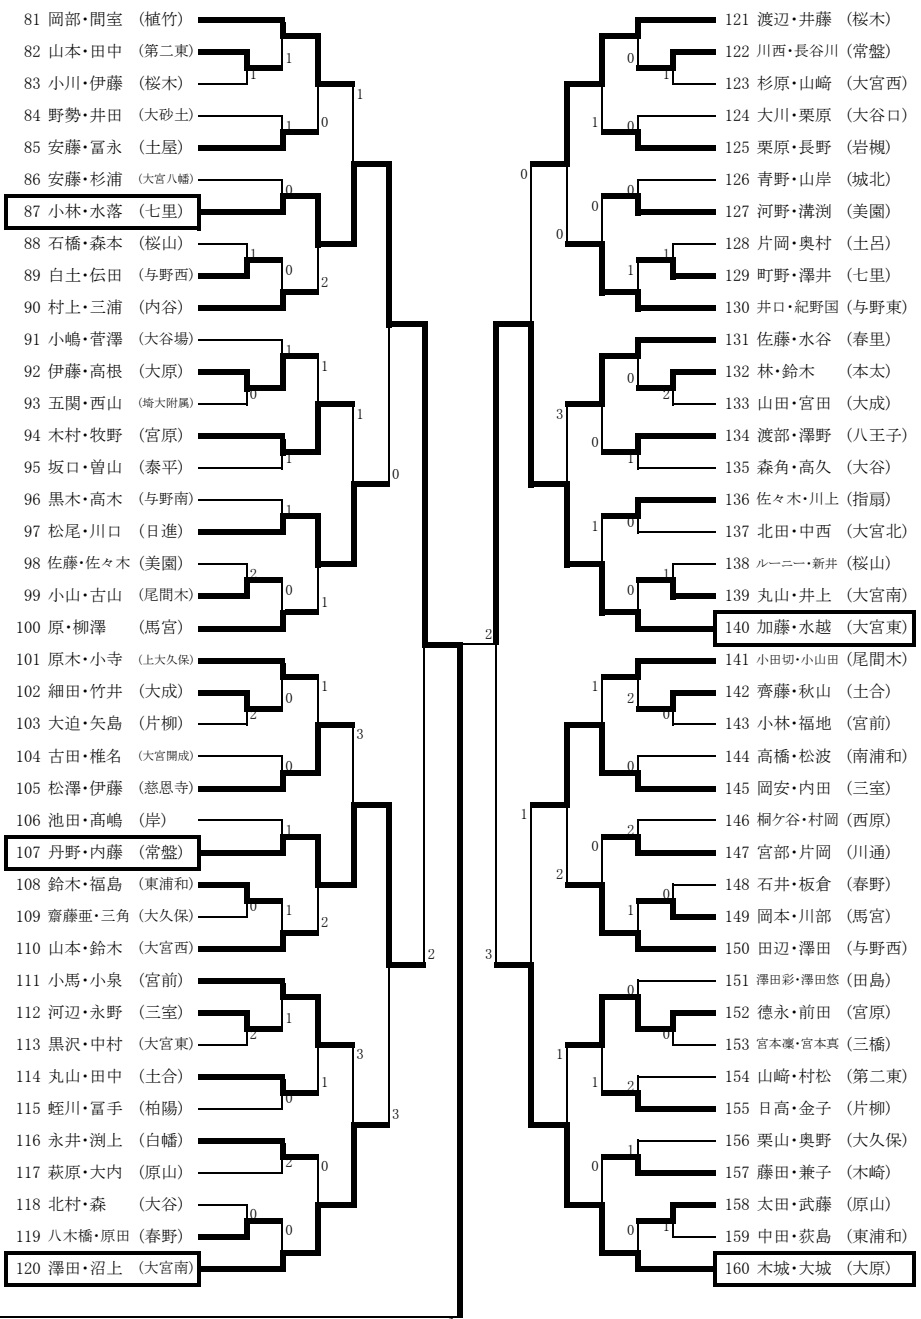 81 岡部・間室 (植竹)
82 山本・田中 (第二東)
83 小川・伊藤 (桜木)
84 野勢・井田 (大砂土)
85 安藤・冨永 (土屋)
86 安藤・杉浦 (大宮八幡)
87 小林・水落 (七里)
88 石橋・森本 (桜山)
89 白土・伝田 (与野西)
90 村上・三浦 (内谷)
91 小嶋・菅澤 (大谷場)
92 伊藤・高根 (大原)
93 五関・西山 (埼大附属)
94 木村・牧野 (宮原)
95 坂口・曽山 (泰平)
96 黒木・高木 (与野南)
97 松尾・川口 (日進)
98 佐藤・佐々木 (美園)
99 小山・古山 (尾間木)
100 原・柳澤 (馬宮)
101 原木・小寺 (上大久保)
102 細田・竹井 (大成)
103 大迫・矢島 (片柳)
104 古田・椎名 (大宮開成)
105 松澤・伊藤 (慈恩寺)
106 池田・髙嶋 (岸)
107 丹野・内藤 (常盤)
108 鈴木・福島 (東浦和)
109 齋藤亜・三角 (大久保)
110 山本・鈴木 (大宮西)
111 小馬・小泉 (宮前)
112 河辺・永野 (三室)
113 黒沢・中村 (大宮東)
114 丸山・田中 (土合)
115 蛭川・冨手 (柏陽)
116 永井・渕上 (白幡)
117 萩原・大内 (原山)
118 北村・森 (大谷)
119 八木橋・原田 (春野)
120 澤田・沼上 (大宮南)
121 渡辺・井藤 (桜木)
122 川西・長谷川 (常盤)
123 杉原・山﨑 (大宮西)
124 大川・栗原 (大谷口)
125 栗原・長野 (岩槻)
126 青野・山岸 (城北)
127 河野・溝渕 (美園)
128 片岡・奥村 (土呂)
129 町野・澤井 (七里)
130 井口・紀野国 (与野東)
131 佐藤・水谷 (春里)
132 林・鈴木 (本太)
133 山田・宮田 (大成)
134 渡部・澤野 (八王子)
135 森角・高久 (大谷)
136 佐々木・川上 (指扇)
137 北田・中西 (大宮北)
138 ルーニー・新井 (桜山)
139 丸山・井上 (大宮南)
140 加藤・水越 (大宮東)
141 小田切・小山田 (尾間木)
142 齊藤・秋山 (土合)
143 小林・福地 (宮前)
144 高橋・松波 (南浦和)
145 岡安・内田 (三室)
146 桐ケ谷・村岡 (西原)
147 宮部・片岡 (川通)
148 石井・板倉 (春野)
149 岡本・川部 (馬宮)
150 田辺・澤田 (与野西)
151 澤田彩・澤田悠 (田島)
152 德永・前田 (宮原)
153 宮本凜・宮本真 (三橋)
154 山﨑・村松 (第二東)
155 日高・金子 (片柳)
156 栗山・奥野 (大久保)
157 藤田・兼子 (木崎)
158 太田・武藤 (原山)
159 中田・荻島 (東浦和)
160 木城・大城 (大原)